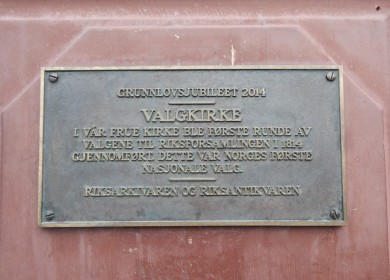 GRUNNLOVSJUBILEET 2014
VALGKIRKE
I VÅR FRUE KIRKE BLE FØRSTE RUNDE AV
VALGENE TIL RIKSFORSAMLINGEN I 1814
GJENNOMFØRT. DETTE VAR NORGES FØRSTE
NASJONALE VALG.
RIKSARKIVAREN OG RIKSANTIKVAREN